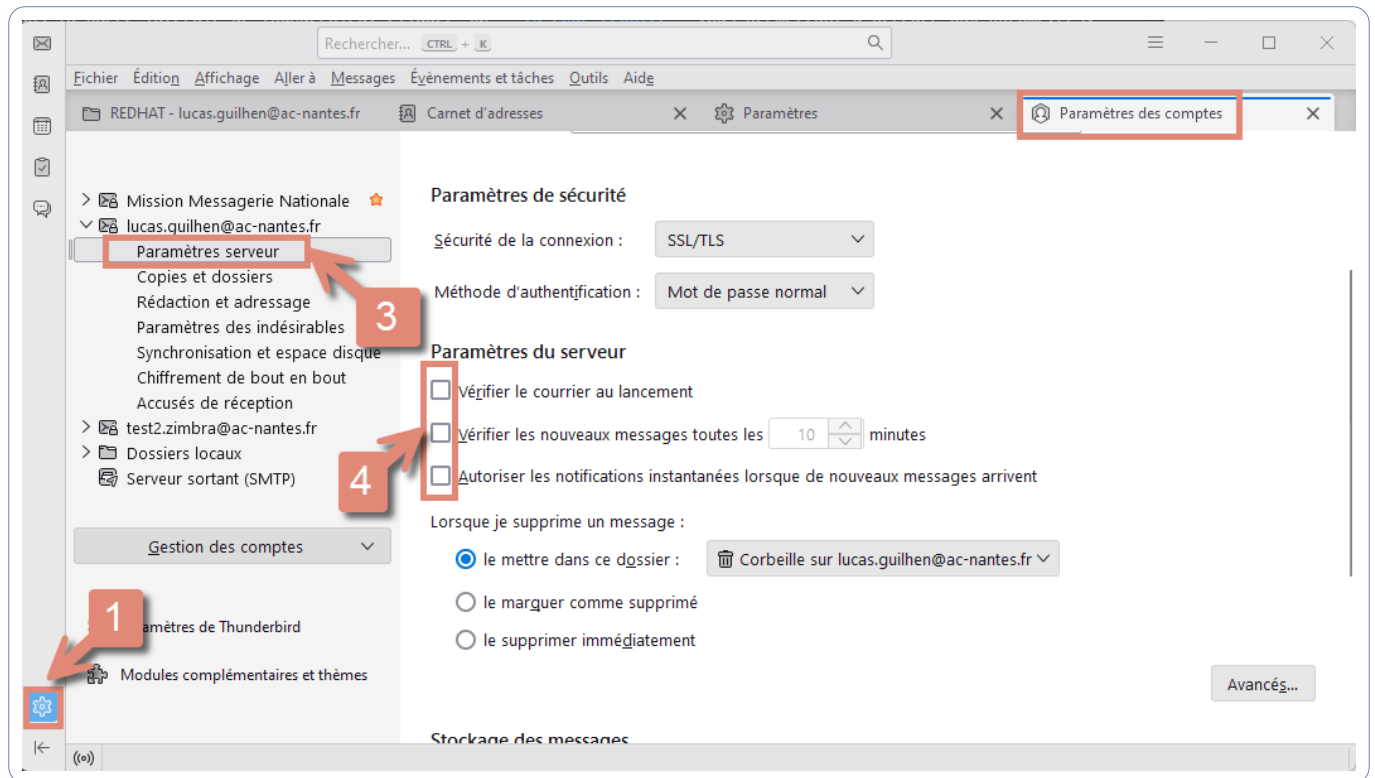 Rechercher... CTRL + K
Fichier Édition Affichage Aller à Messages Évènements et tâches Outils Aide
REDHAT - lucas.guilhen@ac-nantes.fr Carnet d'adresses Paramètres Paramètres des comptes
Mission Messagerie Nationale
lucas.guilhen@ac-nantes.fr
Paramètres serveur
Copies et dossiers
Rédaction et adressage
Paramètres des indésirables
Synchronisation et espace disque
Chiffrement de bout en bout
Accusés de réception
test2.zimbra@ac-nantes.fr
Dossiers locaux
Serveur sortant (SMTP)
Gestion des comptes
amètres de Thunderbird
Modules complémentaires et thèmes
1
3
4
Paramètres de sécurité
Sécurité de la connexion : SSL/TLS
Méthode d'authentification : Mot de passe normal
Paramètres du serveur
Vérifier le courrier au lancement
Vérifier les nouveaux messages toutes les 10 minutes
Autoriser les notifications instantanées lorsque de nouveaux messages arrivent
Lorsque je supprime un message :
le mettre dans ce dossier : Corbeille sur lucas.guilhen@ac-nantes.fr
le marquer comme supprimé
le supprimer immédiatement
Avancés...
Stockage des messages